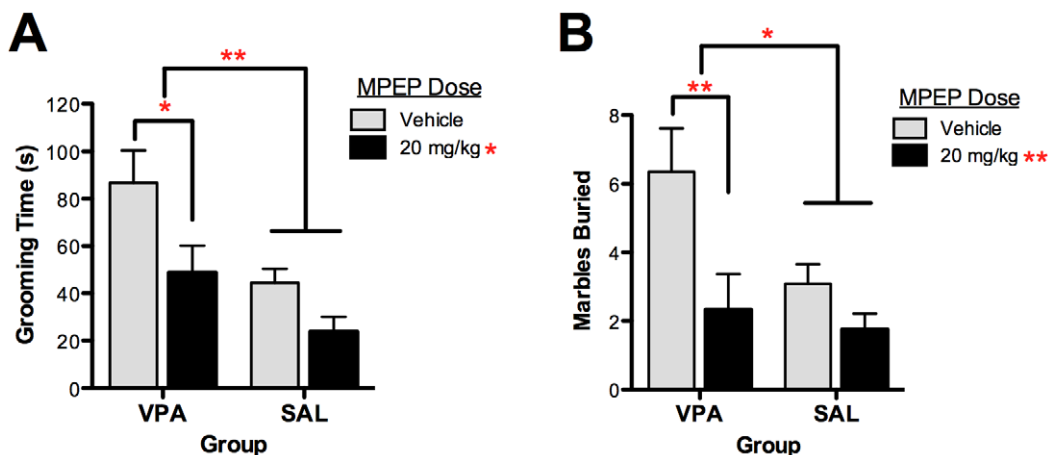 A
**
*
MPEP Dose
Vehicle
20 mg/kg *
Grooming Time (s)
120
100
80
60
40
20
0
VPA
SAL
Group
B
*
**
MPEP Dose
Vehicle
20 mg/kg **
Marbles Buried
8
6
4
2
0
VPA
SAL
Group